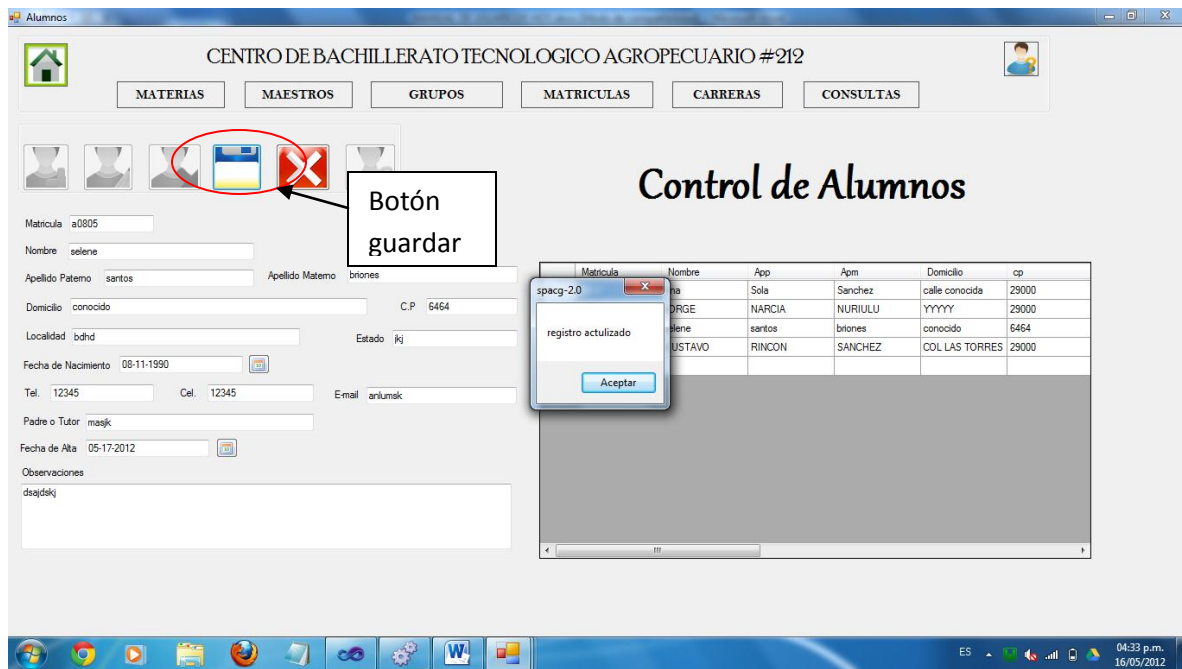 Alumnos
CENTRO DE BACHILLERATO TECNOLOGICO AGROPECUARIO #212
MATERIAS MAESTROS GRUPOS MATRICULAS CARRERAS CONSULTAS
Botón
guardar
Control de Alumnos
Matricula a0805
Nombre selene
Apellido Paterno santos Apellido Materno briones
Domicilio conocido C.P 6464
Localidad bdhd Estado jkj
Fecha de Nacimiento 08-11-1990
Tel. 12345 Cel. 12345 E-mail anlumsk
Padre o Tutor masjk
Fecha de Alta 05-17-2012
Observaciones
dsajdskj
Matricula Nombre App Apm Domicilio cp
Sola Sanchez calle conocida 29000
NARCIA NURIULU YYYYY 29000
santos briones conocido 6464
RINCON SANCHEZ COL LAS TORRES 29000
spacg-2.0
registro actulizado
Aceptar
ES 04:33 p.m.
16/05/2012